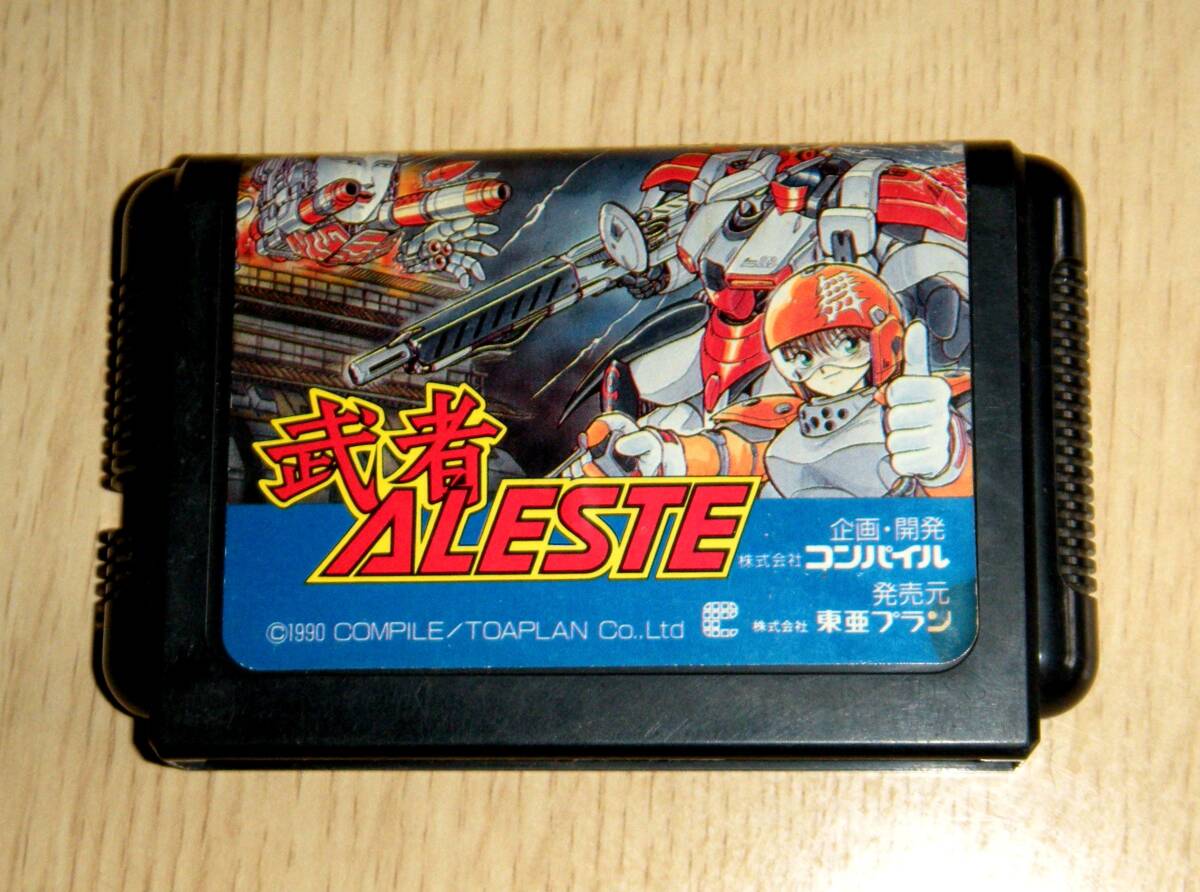 武者
ALESTE
企画・開発
株式会社 コンパイル
発売元
©1990 COMPILE/TOAPLAN Co.,Ltd 株式会社 東亜プラン